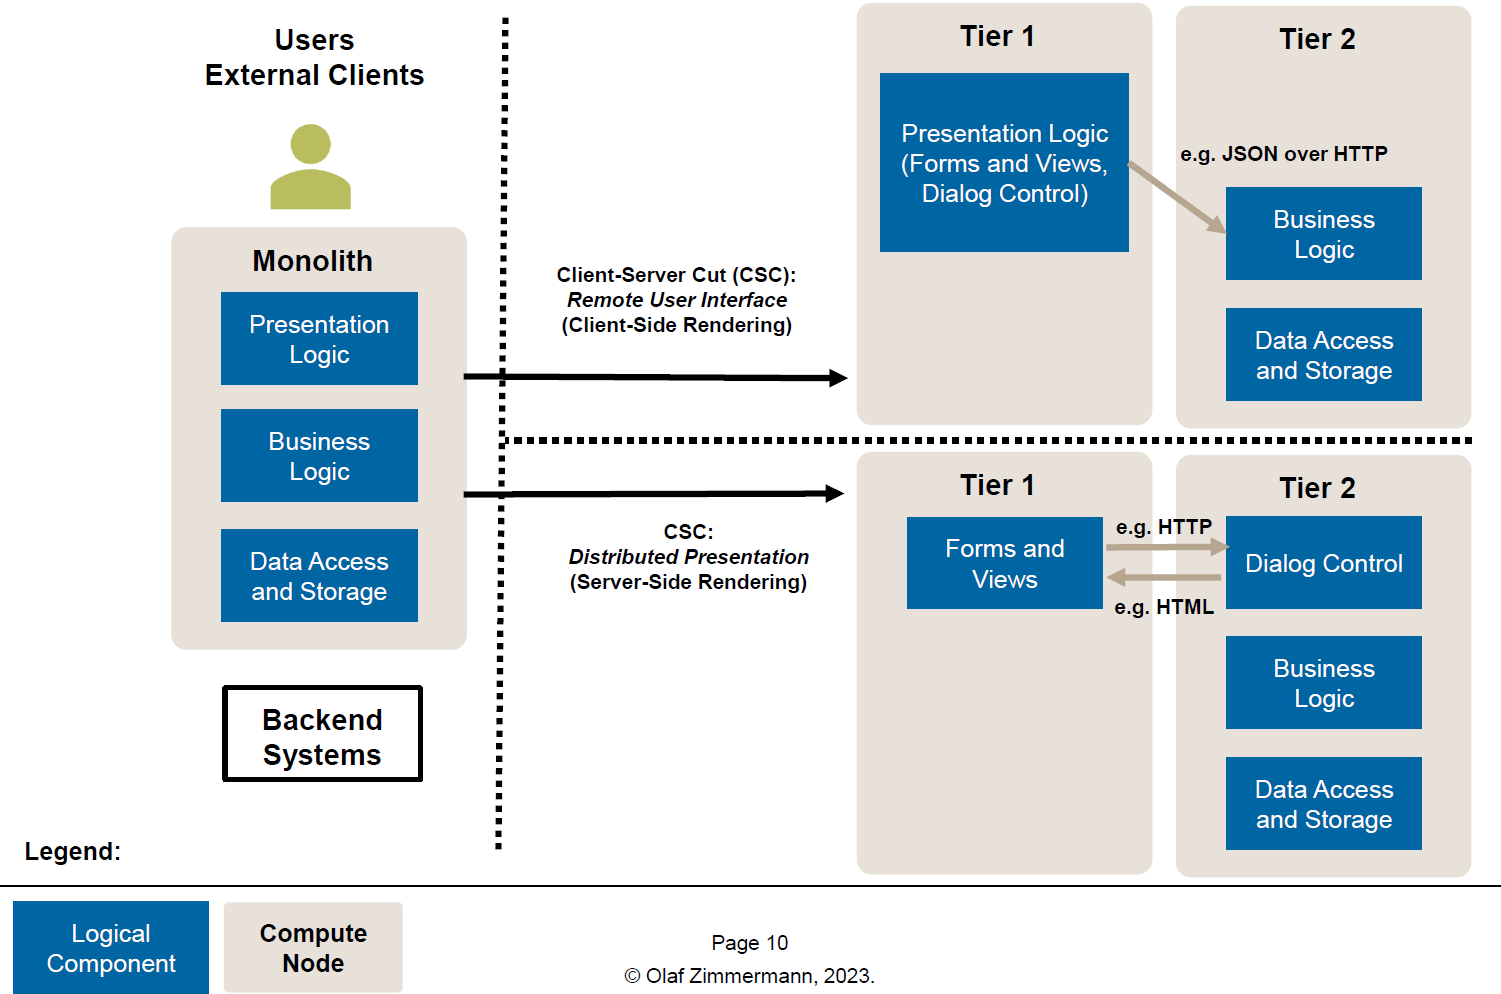 Users
External Clients
Monolith
Presentation
Logic
Business
Logic
Data Access
and Storage
Backend
Systems
Client-Server Cut (CSC):
Remote User Interface
(Client-Side Rendering)
Tier 1
Presentation Logic
(Forms and Views,
Dialog Control)
e.g. JSON over HTTP
Tier 2
Business
Logic
Data Access
and Storage
CSC:
Distributed Presentation
(Server-Side Rendering)
Tier 1
Forms and
Views
e.g. HTTP
e.g. HTML
Tier 2
Dialog Control
Business
Logic
Data Access
and Storage
Legend:
Logical
Component
Compute
Node
Page 10
© Olaf Zimmermann, 2023.